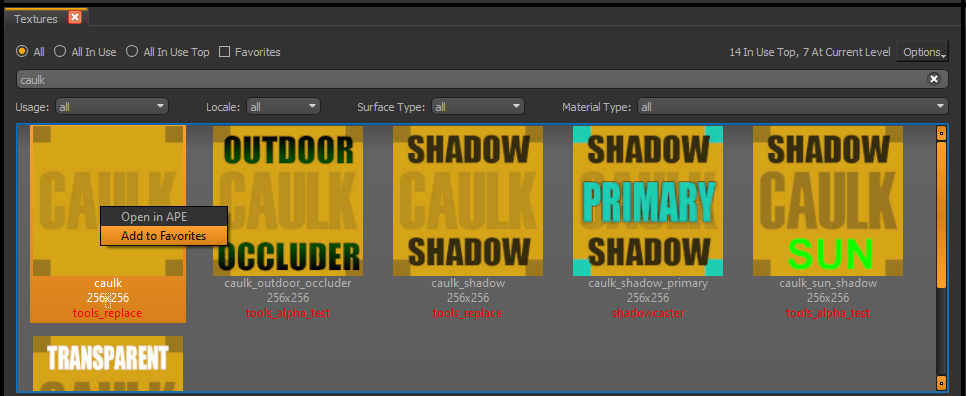 Textures
All All In Use All In Use Top Favorites 14 In Use Top, 7 At Current Level Options
caulk
Usage: all Locale: all Surface Type: all Material Type: all
CAULK
Open in APE
Add to Favorites
caulk
256x256
tools_replace
OUTDOOR
CAULK
OCCLUDER
caulk_outdoor_occluder
256x256
tools_alpha_test
SHADOW
CAULK
SHADOW
caulk_shadow
256x256
tools_replace
SHADOW
PRIMARY
SHADOW
caulk_shadow_primary
256x256
shadowcaster
SHADOW
CAULK
SUN
caulk_sun_shadow
256x256
tools_alpha_test
TRANSPARENT
CAULK